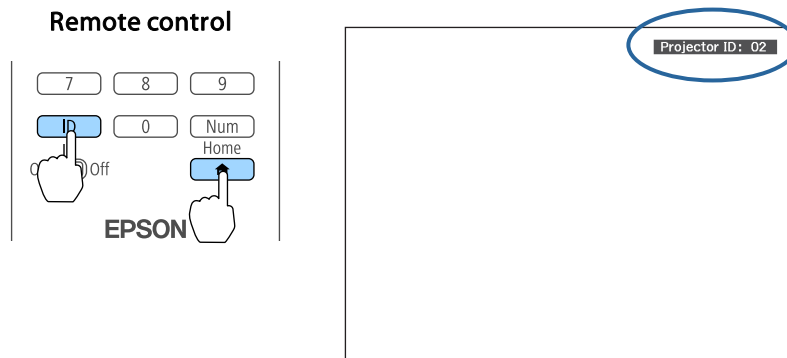 Remote control
7 8 9
ID 0 Num
Home
Off
EPSON
Projector ID: 02